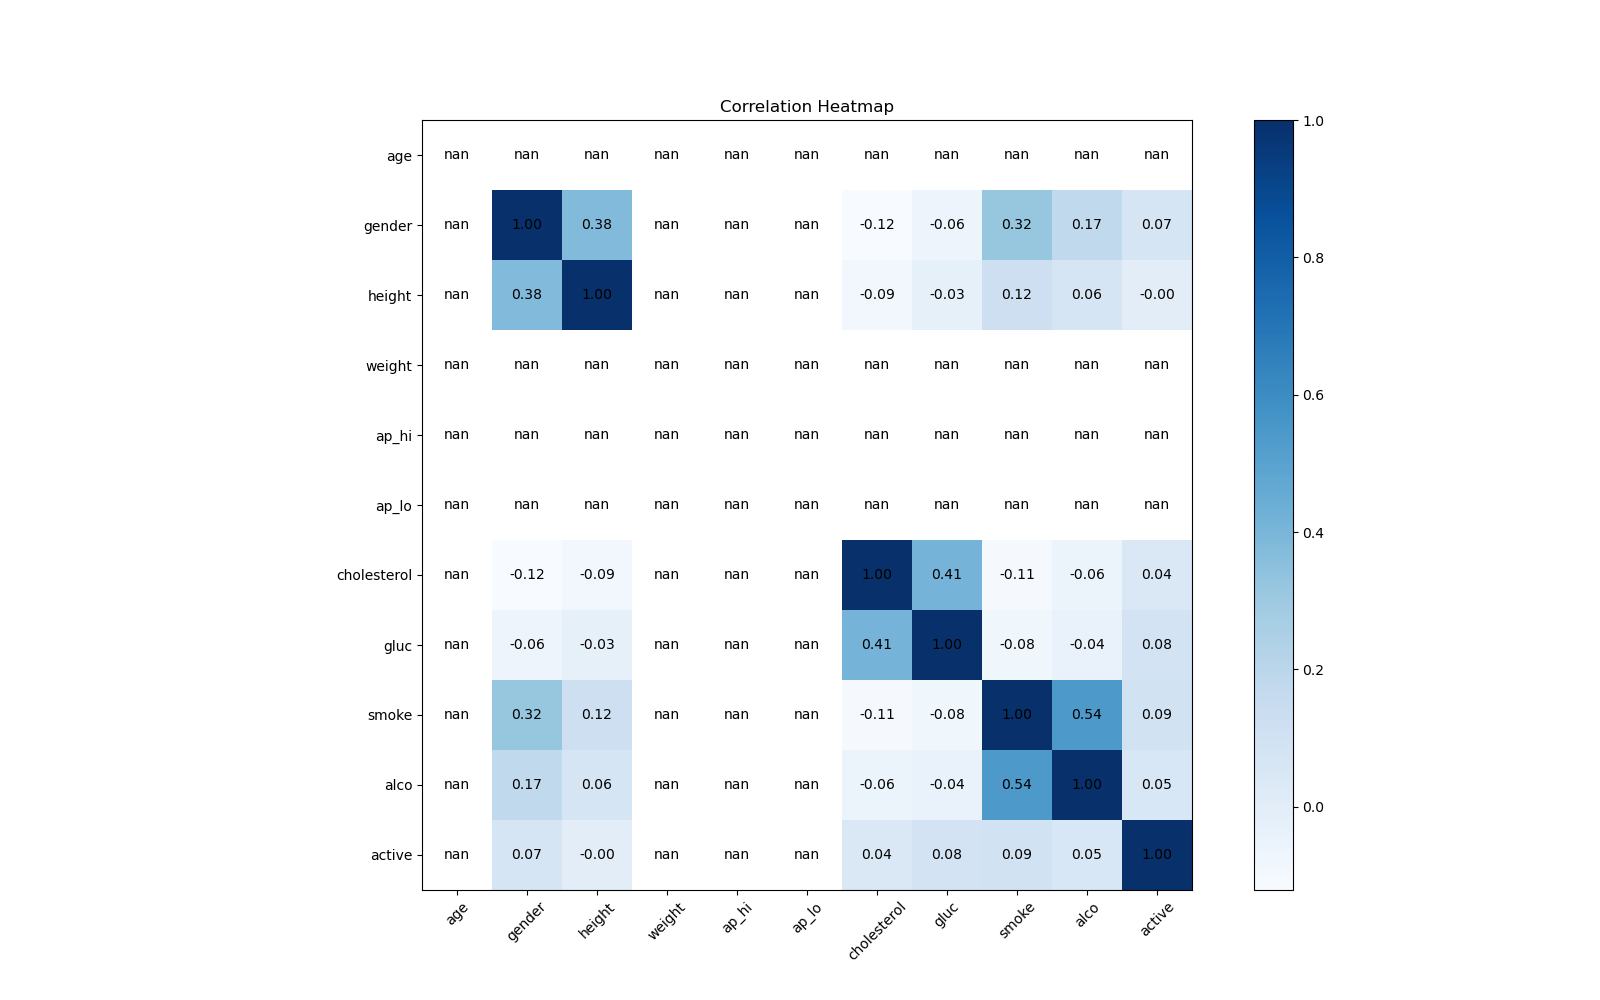 Correlation Heatmap
age nan nan nan nan nan nan nan nan nan nan nan
gender nan 1.00 0.38 nan nan nan -0.12 -0.06 0.32 0.17 0.07
height nan 0.38 1.00 nan nan nan -0.09 -0.03 0.12 0.06 -0.00
weight nan nan nan nan nan nan nan nan nan nan nan
ap_hi nan nan nan nan nan nan nan nan nan nan nan
ap_lo nan nan nan nan nan nan nan nan nan nan nan
cholesterol nan -0.12 -0.09 nan nan nan 1.00 0.41 -0.11 -0.06 0.04
gluc nan -0.06 -0.03 nan nan nan 0.41 1.00 -0.08 -0.04 0.08
smoke nan 0.32 0.12 nan nan nan -0.11 -0.08 1.00 0.54 0.09
alco nan 0.17 0.06 nan nan nan -0.06 -0.04 0.54 1.00 0.05
active nan 0.07 -0.00 nan nan nan 0.04 0.08 0.09 0.05 1.00
age gender height weight ap_hi ap_lo cholesterol gluc smoke alco active
1.0
0.8
0.6
0.4
0.2
0.0